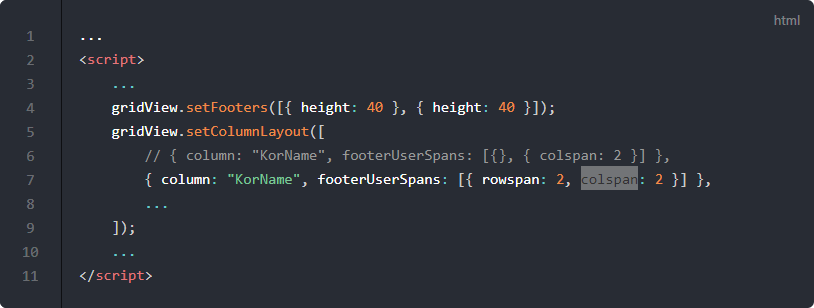 html
1 ...
2 <script>
3 ...
4 gridView.setFooters([{ height: 40 }, { height: 40 }]);
5 gridView.setColumnLayout([
6 // { column: "KorName", footerUserSpans: [{}, { colspan: 2 }] },
7 { column: "KorName", footerUserSpans: [{ rowspan: 2, colspan: 2 }] },
8 ...
9 ]);
10 ...
11 </script>